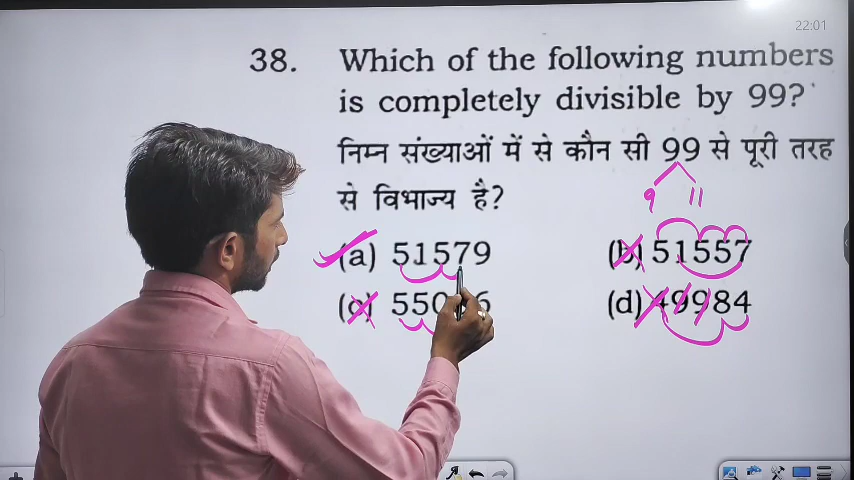 22:01
38. Which of the following numbers
is completely divisible by 99?
निम्न संख्याओं में से कौन सी 99 से पूरी तरह
से विभाज्य है?
9 11
(a) 51579 (b) 51557
(c) (d) 49984